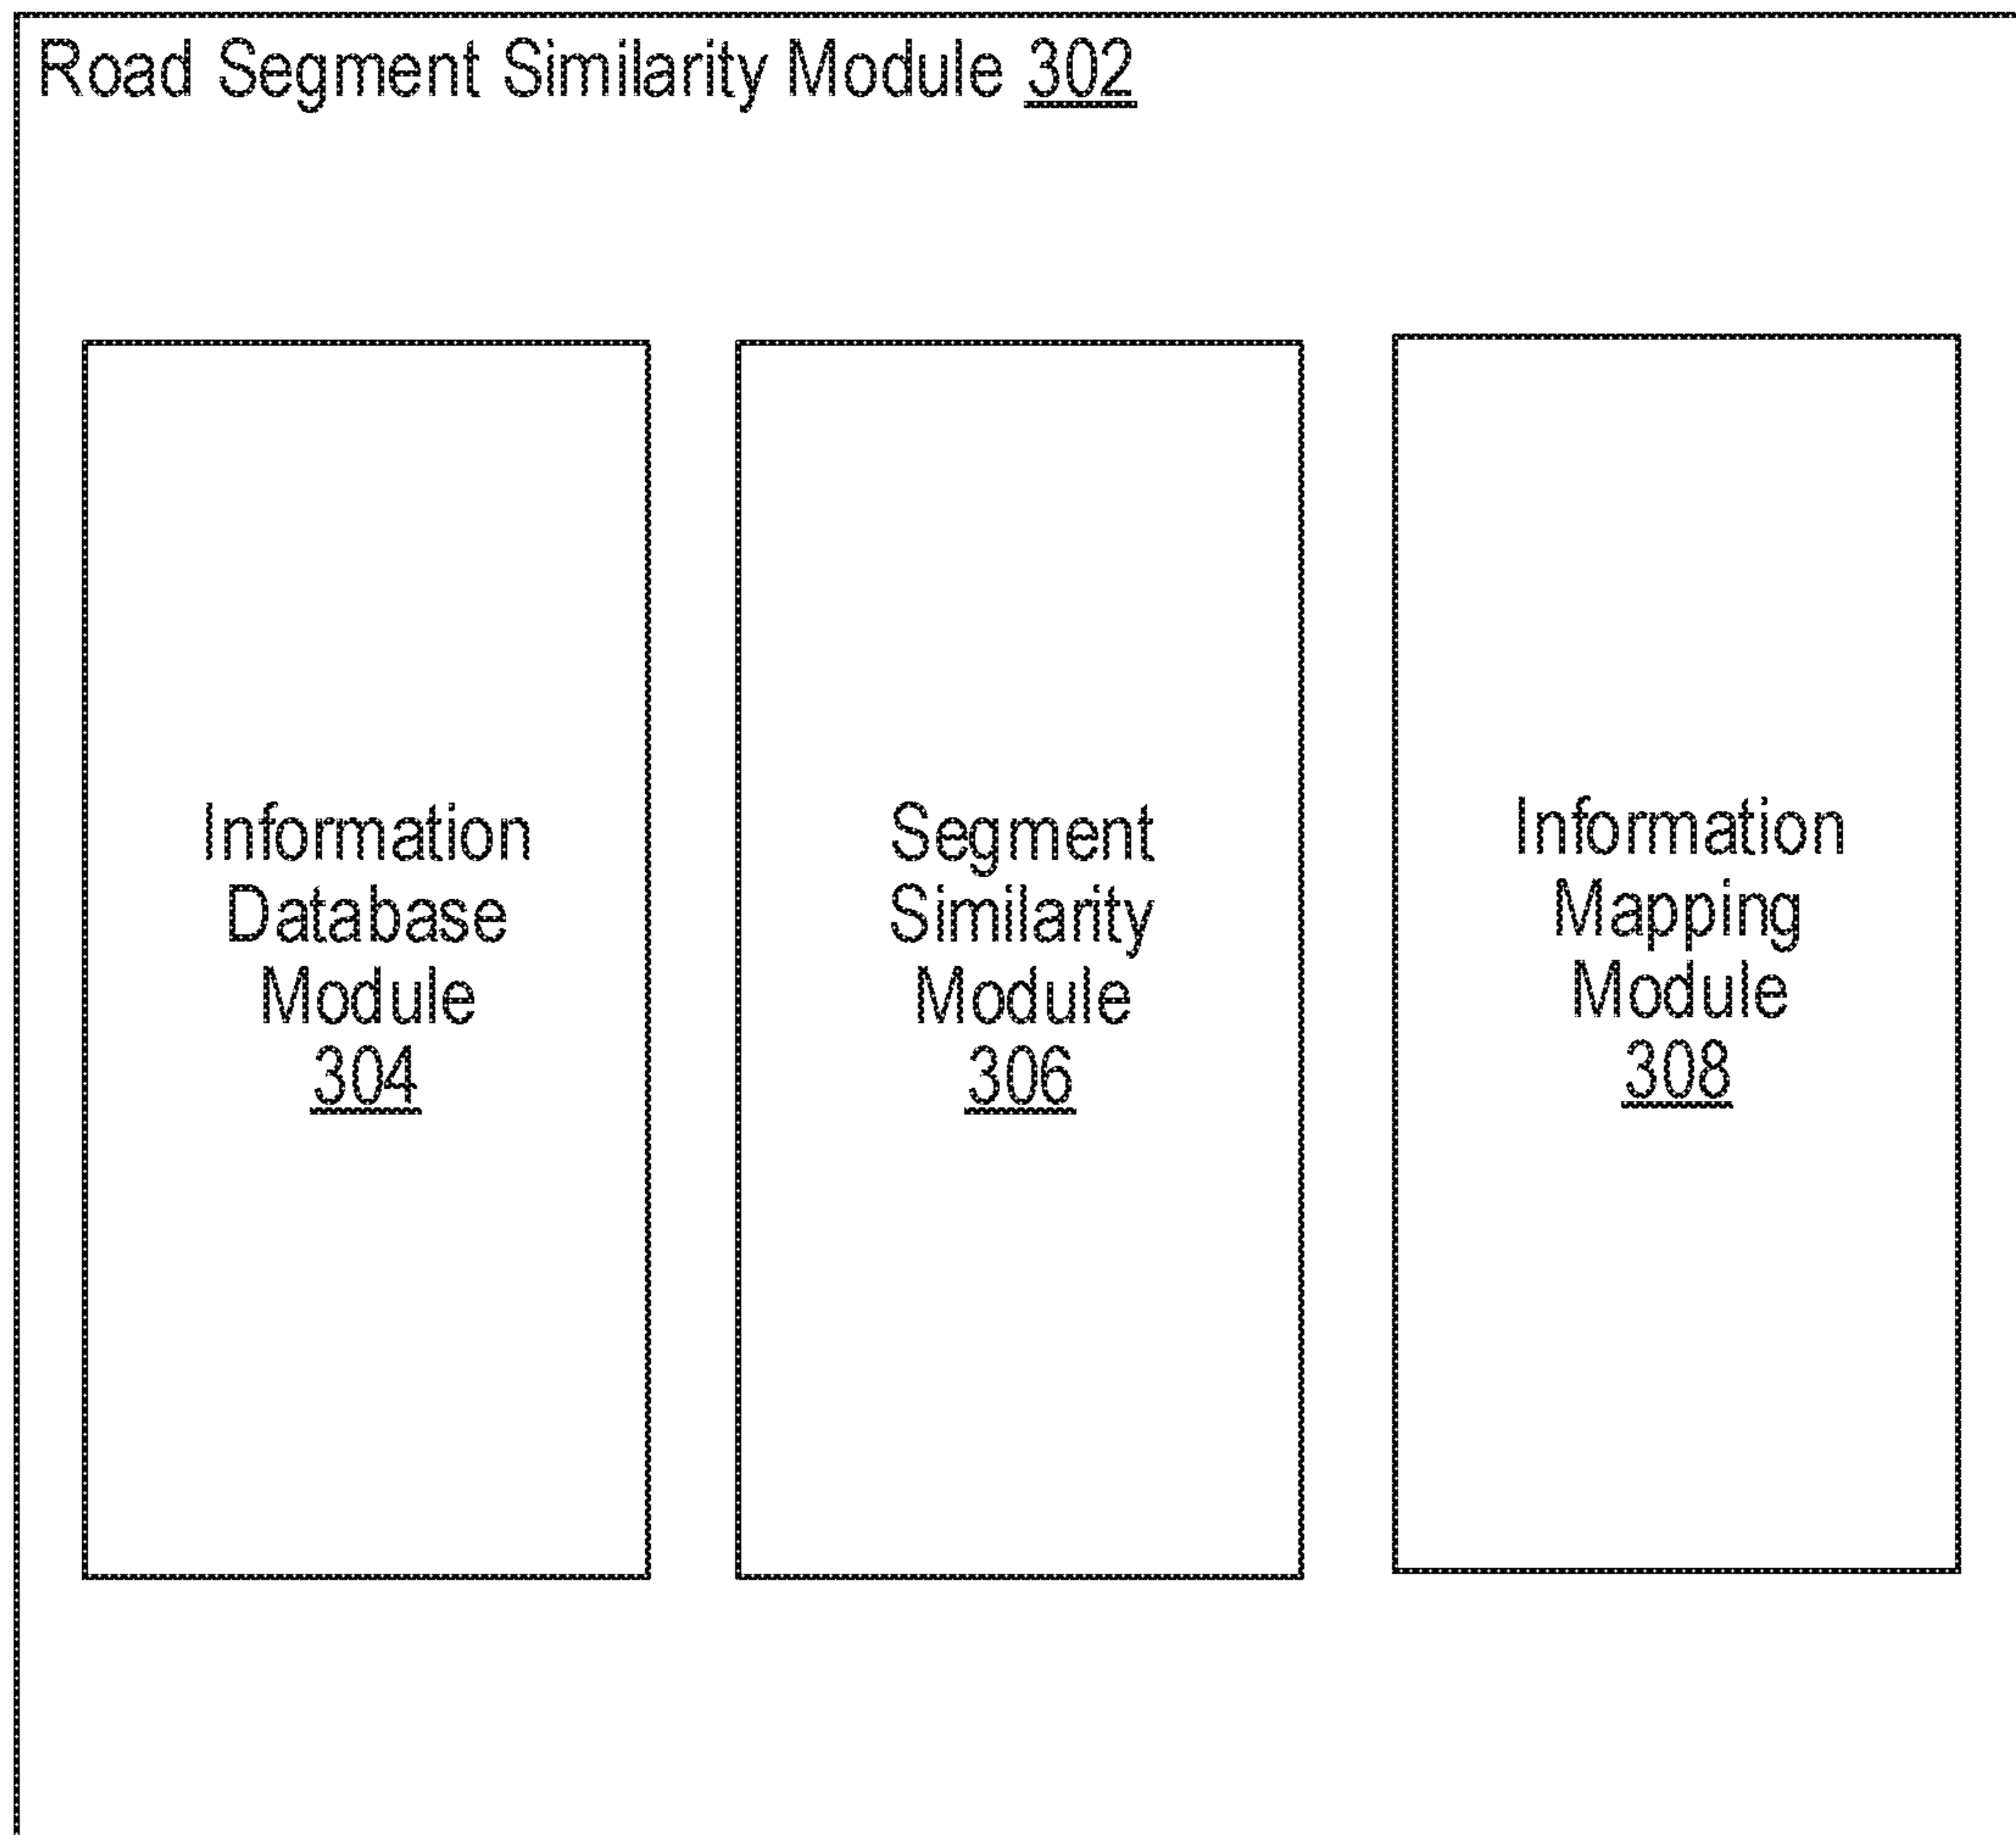 Road Segment Similarity Module 302
Information
Database
Module
304
Segment
Similarity
Module
306
Information
Mapping
Module
308